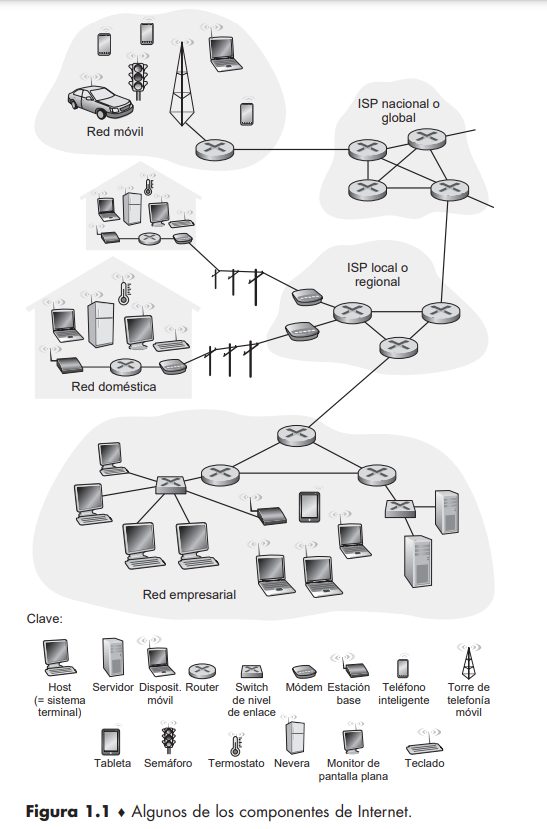 Red móvil
ISP nacional o
global
ISP local o
regional
Red doméstica
Red empresarial
Clave:
Host
(= sistema
terminal)
Servidor
Disposit.
móvil
Router
Switch
de nivel
de enlace
Módem
Estación
base
Teléfono
inteligente
Torre de
telefonía
móvil
Tableta
Semáforo
Termostato
Nevera
Monitor de
pantalla plana
Teclado
Figura 1.1 ♦ Algunos de los componentes de Internet.